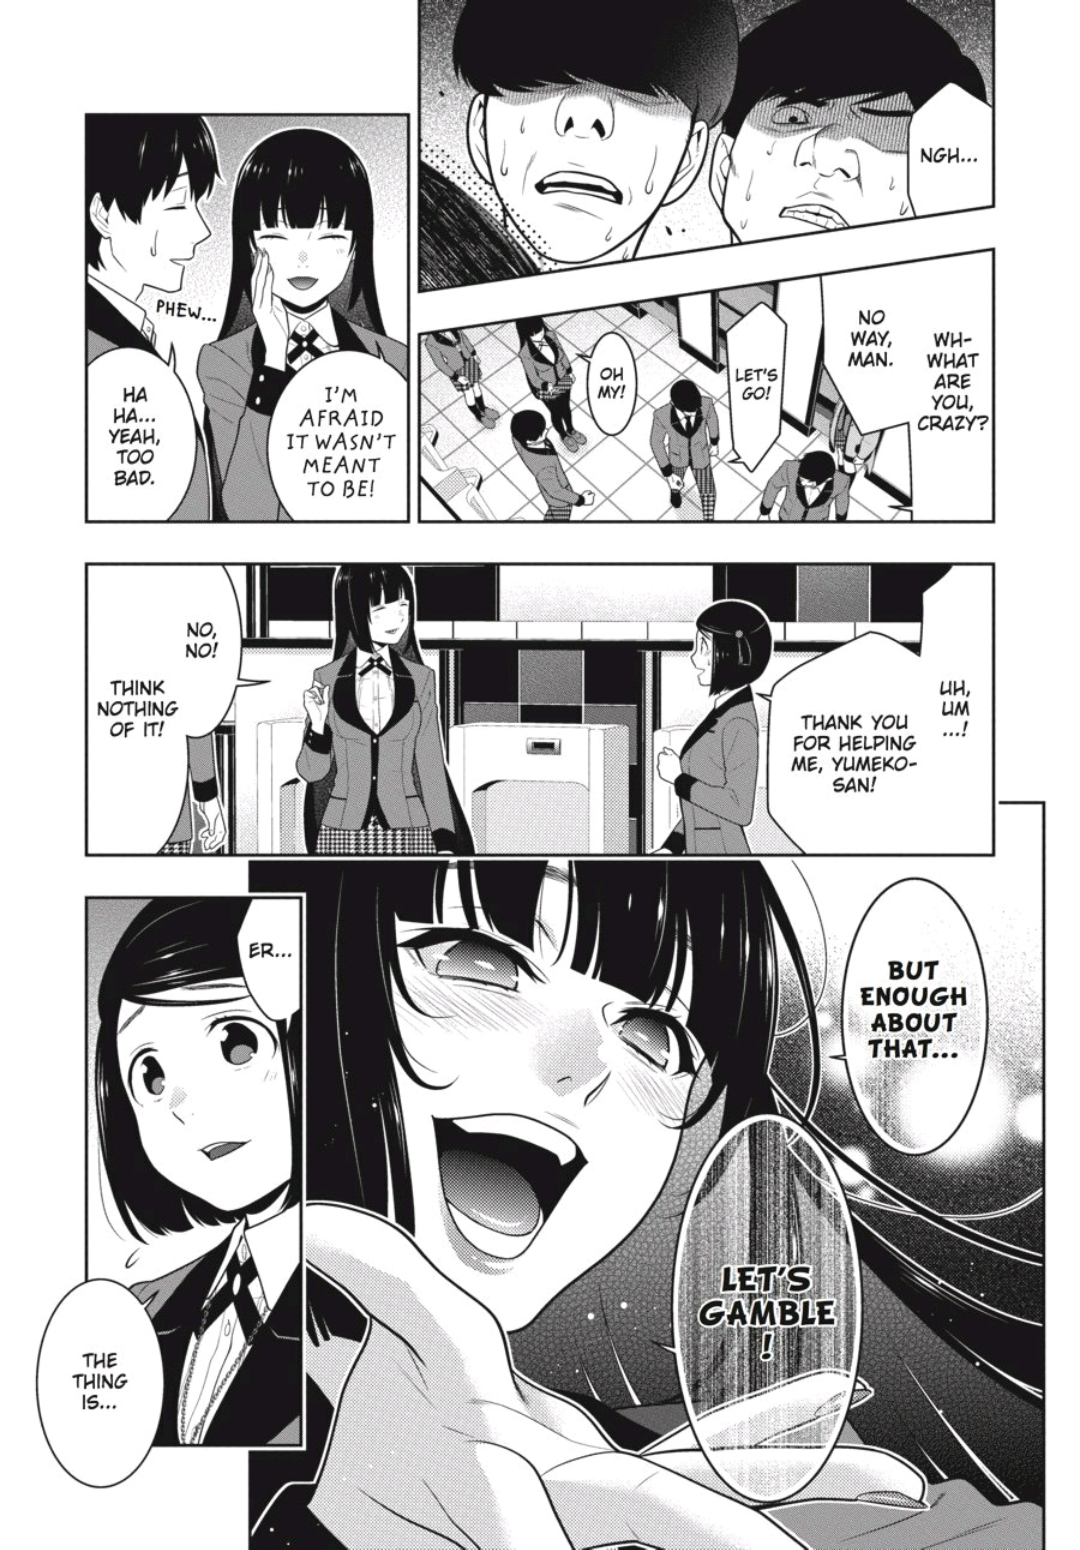 NGH...
WH-
WHAT
ARE
YOU,
CRAZY?
NO
WAY,
MAN.
LET'S
GO!
OH
MY!
I'M
AFRAID
IT WASN'T
MEANT
TO BE!
PHEW...
HA
HA...
YEAH,
TOO
BAD.
UH,
UM
...!
THANK YOU
FOR HELPING
ME, YUMEKO-
SAN!
NO,
NO!
THINK
NOTHING
OF IT!
BUT
ENOUGH
ABOUT
THAT...
LET'S
GAMBLE
!
ER...
THE
THING
IS...